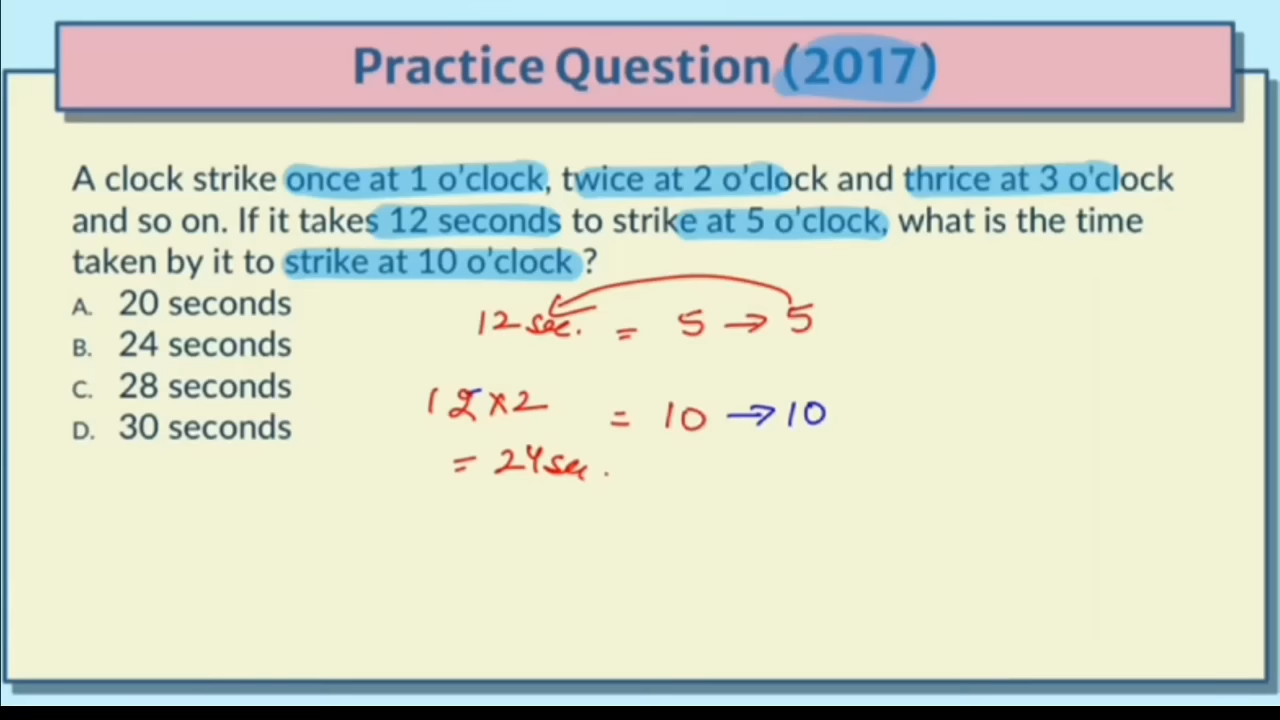 Practice Question (2017)
A clock strike once at 1 o'clock, twice at 2 o'clock and thrice at 3 o'clock
and so on. If it takes 12 seconds to strike at 5 o'clock, what is the time
taken by it to strike at 10 o'clock ?
A. 20 seconds
B. 24 seconds
C. 28 seconds
D. 30 seconds
12 sec. = 5 → 5
12 × 2 = 10 → 10
= 24 sec.